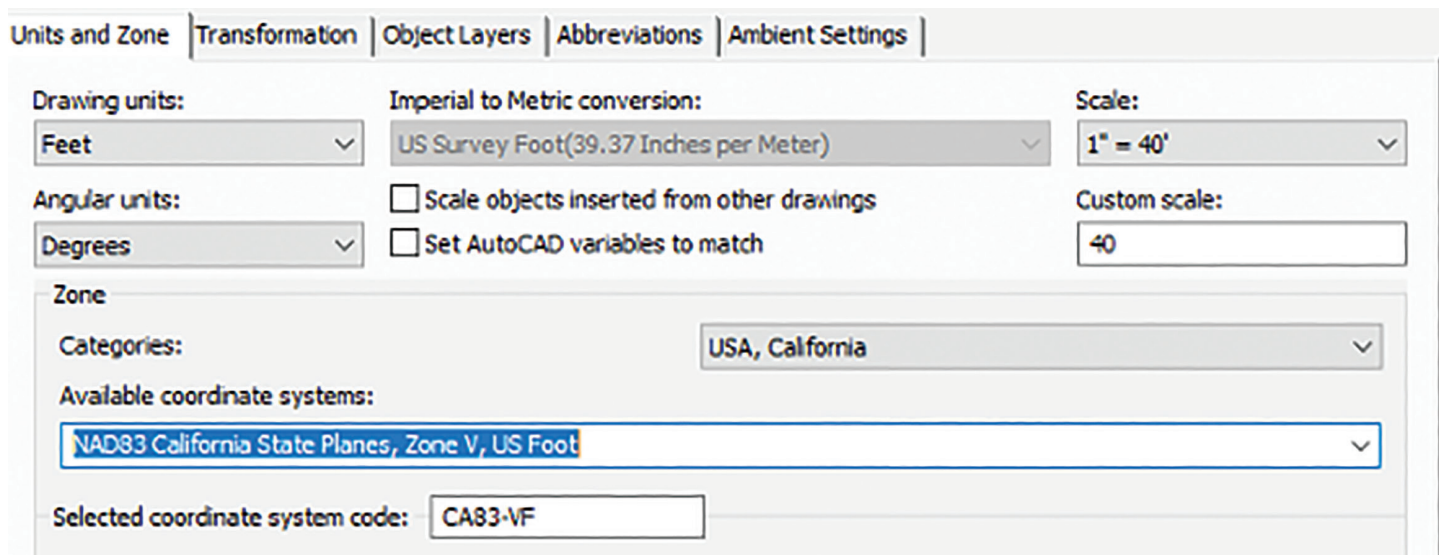 Units and Zone Transformation Object Layers Abbreviations Ambient Settings
Drawing units: Imperial to Metric conversion: Scale:
Feet US Survey Foot(39.37 Inches per Meter) 1" = 40'
Angular units: Scale objects inserted from other drawings Custom scale:
Degrees Set AutoCAD variables to match 40
Zone
Categories: USA, California
Available coordinate systems:
NAD83 California State Planes, Zone V, US Foot
Selected coordinate system code: CA83-VF